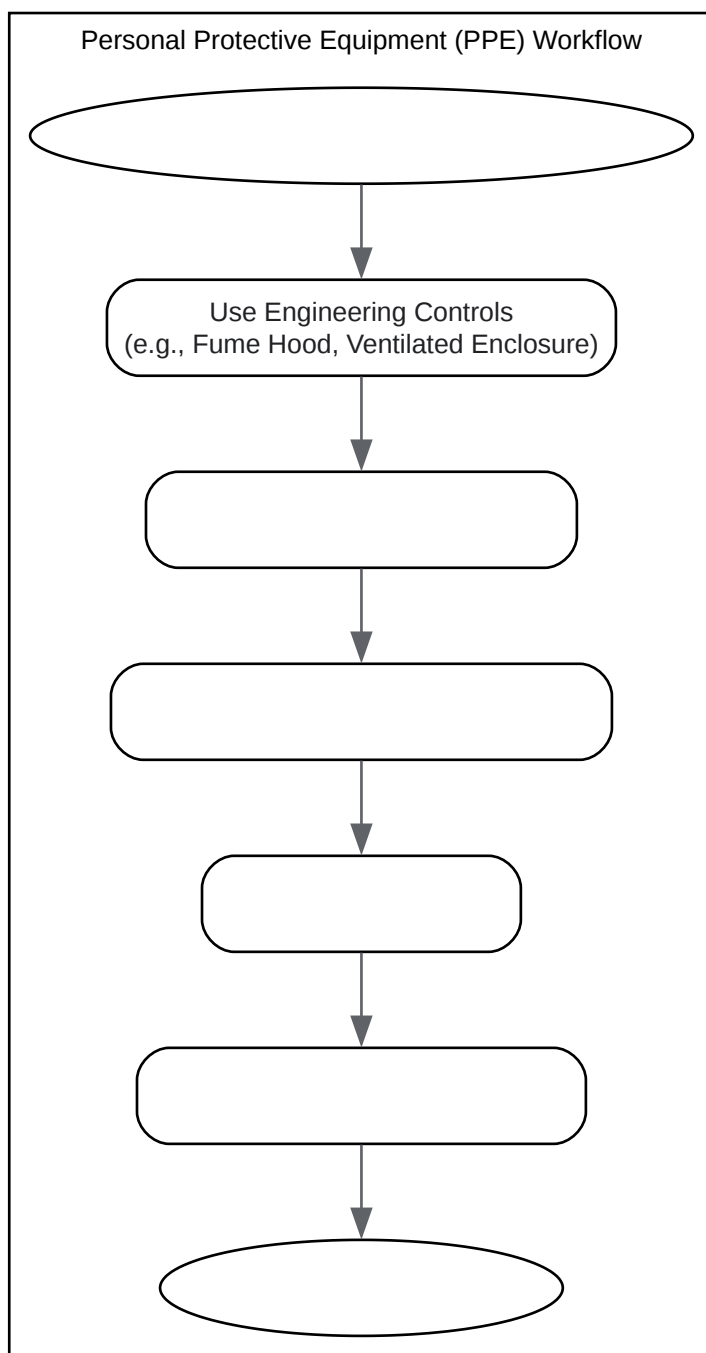 Personal Protective Equipment (PPE) Workflow
Use Engineering Controls
(e.g., Fume Hood, Ventilated Enclosure)